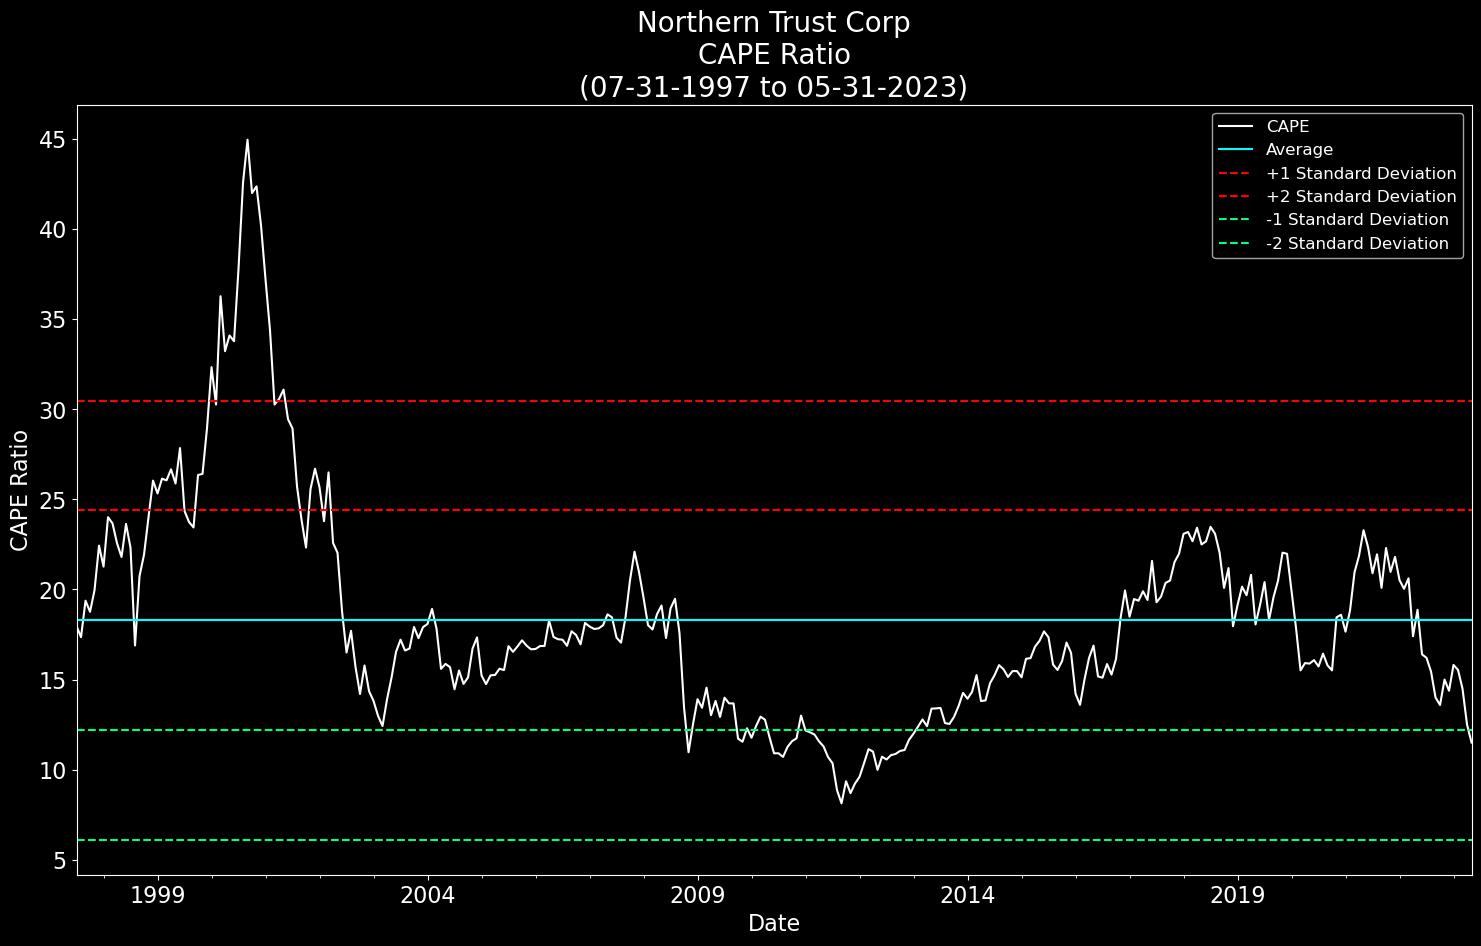 Northern Trust Corp
CAPE Ratio
(07-31-1997 to 05-31-2023)
CAPE
Average
+1 Standard Deviation
+2 Standard Deviation
-1 Standard Deviation
-2 Standard Deviation
45
40
35
30
25
20
15
10
5
CAPE Ratio
1999
2004
2009
2014
2019
Date